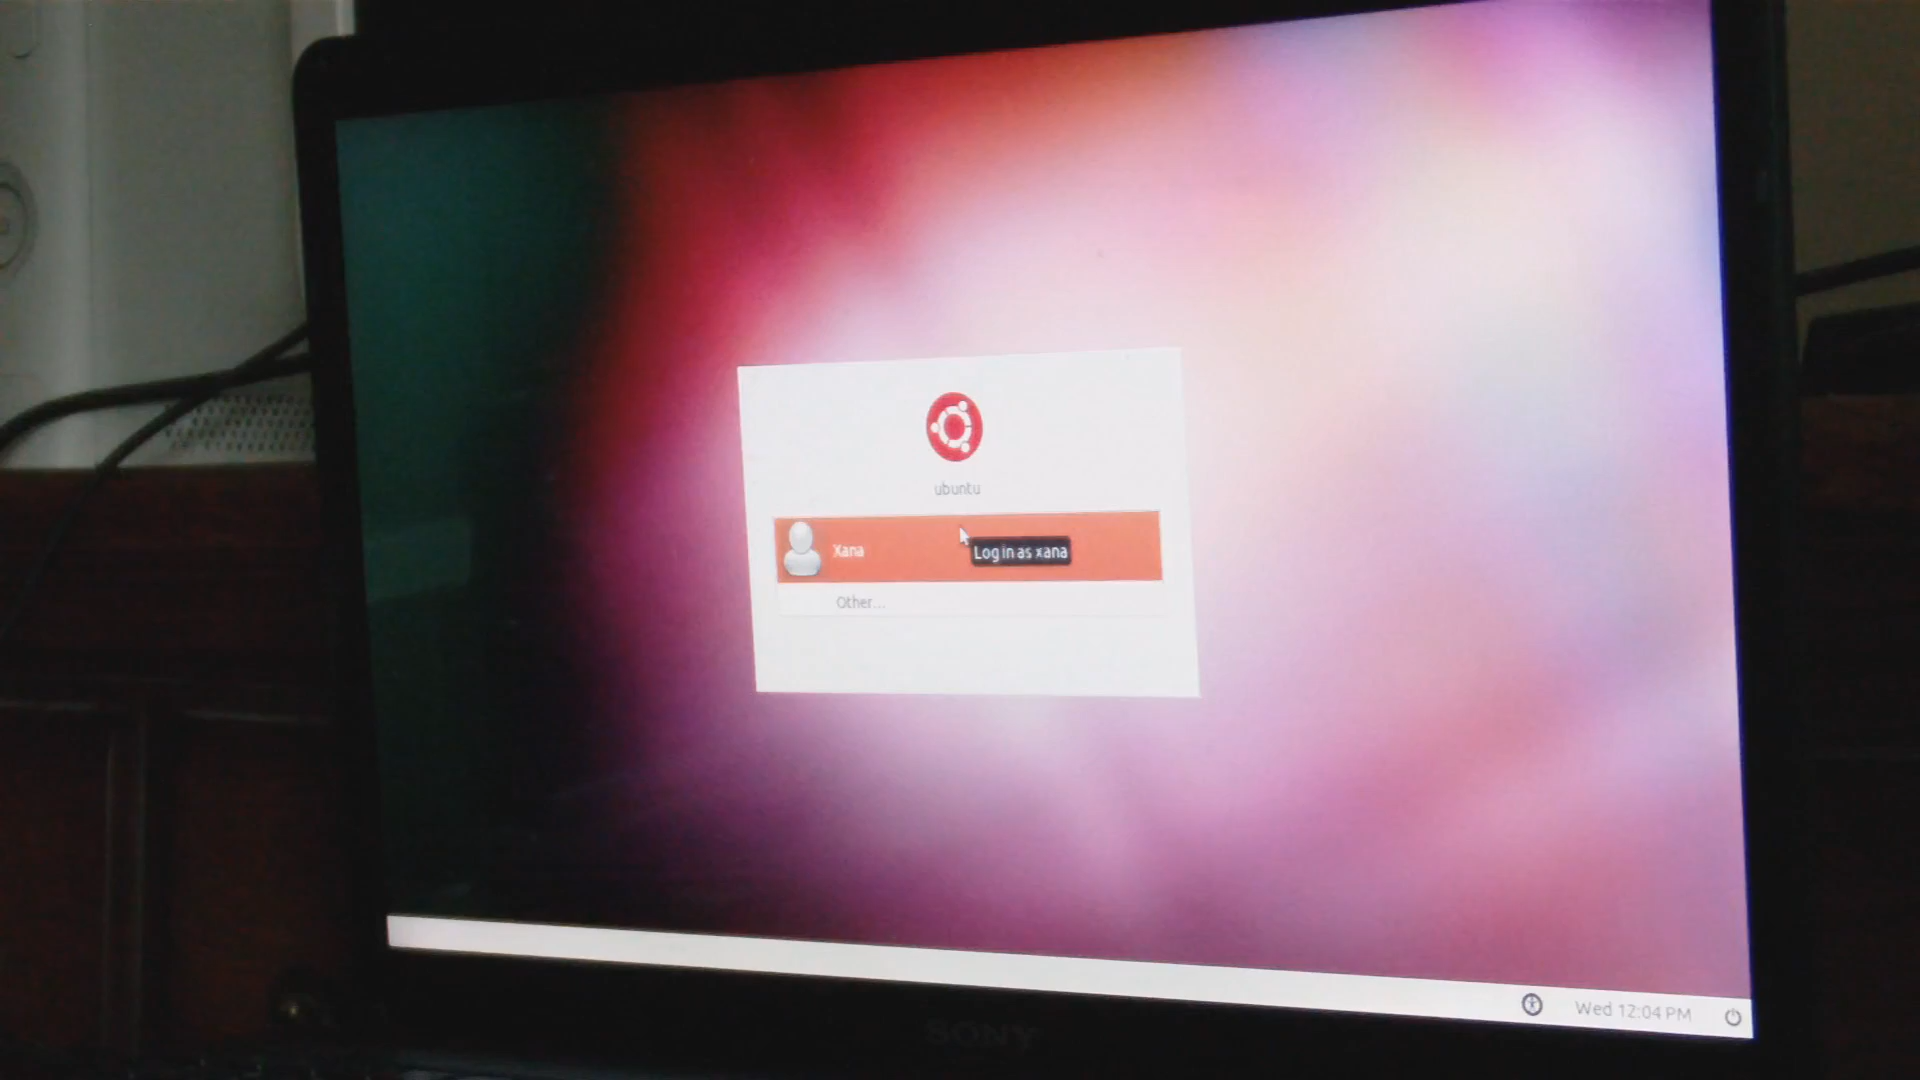 ubuntu
Xana
Log in as xana
Other...
Wed 12:04 PM
SONY